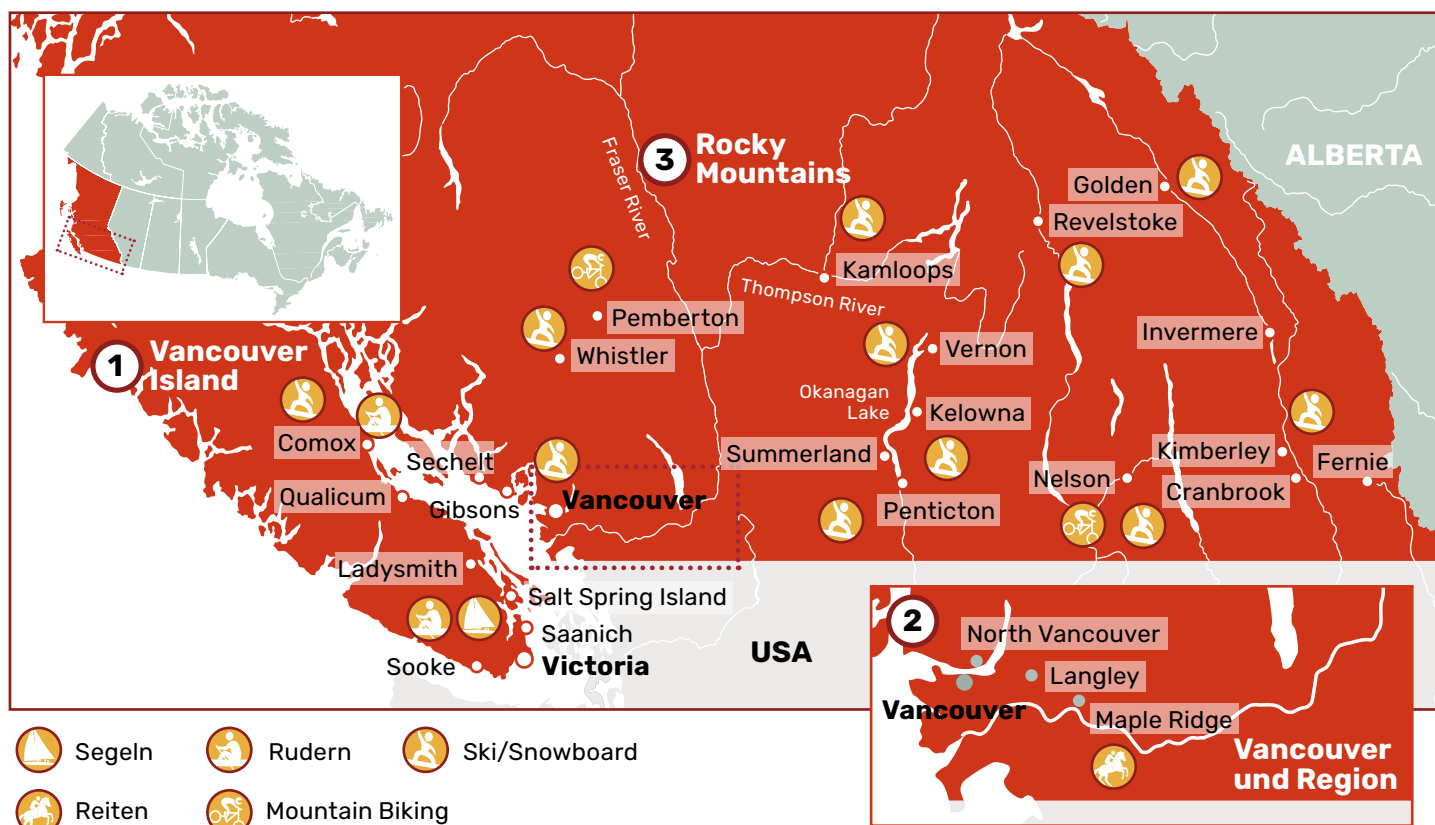 3
Rocky
Mountains
ALBERTA
Fraser River
Golden
Revelstoke
Kamloops
Thompson River
Pemberton
Whistler
Invermere
1
Vancouver
Island
Vernon
Okanagan
Lake
Kelowna
Comox
Sechelt
Summerland
Kimberley
Fernie
Qualicum
Gibsons
Vancouver
Nelson
Cranbrook
Penticton
Ladysmith
Salt Spring Island
Saanich
Sooke
Victoria
USA
2
North Vancouver
Langley
Vancouver
Maple Ridge
Vancouver
und Region
Segeln
Rudern
Ski/Snowboard
Reiten
Mountain Biking